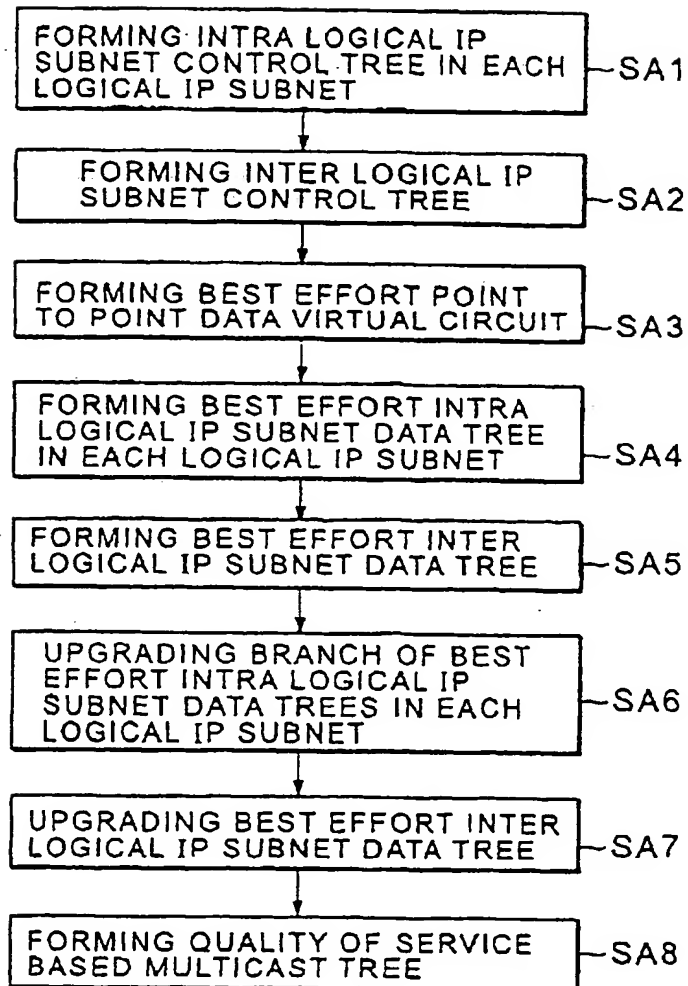 FORMING INTRA LOGICAL IP
SUBNET CONTROL TREE IN EACH
LOGICAL IP SUBNET
SA1
FORMING INTER LOGICAL IP
SUBNET CONTROL TREE
SA2
FORMING BEST EFFORT POINT
TO POINT DATA VIRTUAL CIRCUIT
SA3
FORMING BEST EFFORT INTRA
LOGICAL IP SUBNET DATA TREE
IN EACH LOGICAL IP SUBNET
SA4
FORMING BEST EFFORT INTER
LOGICAL IP SUBNET DATA TREE
SA5
UPGRADING BRANCH OF BEST
EFFORT INTRA LOGICAL IP
SUBNET DATA TREES IN EACH
LOGICAL IP SUBNET
SA6
UPGRADING BEST EFFORT INTER
LOGICAL IP SUBNET DATA TREE
SA7
FORMING QUALITY OF SERVICE
BASED MULTICAST TREE
SA8